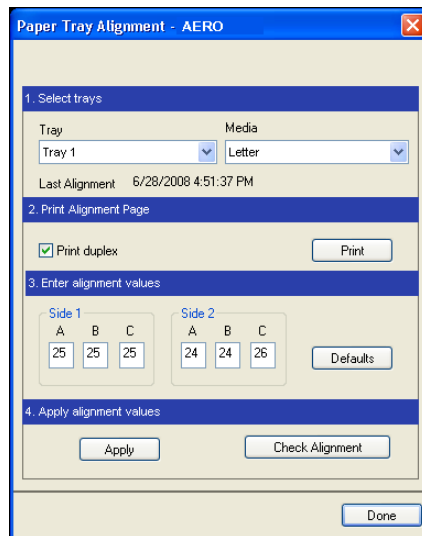 Paper Tray Alignment - AERO
1. Select trays
Tray Media
Tray 1 Letter
Last Alignment 6/28/2008 4:51:37 PM
2. Print Alignment Page
Print duplex Print
3. Enter alignment values
Side 1 Side 2
A B C A B C
25 25 25 24 24 26 Defaults
4. Apply alignment values
Apply Check Alignment
Done